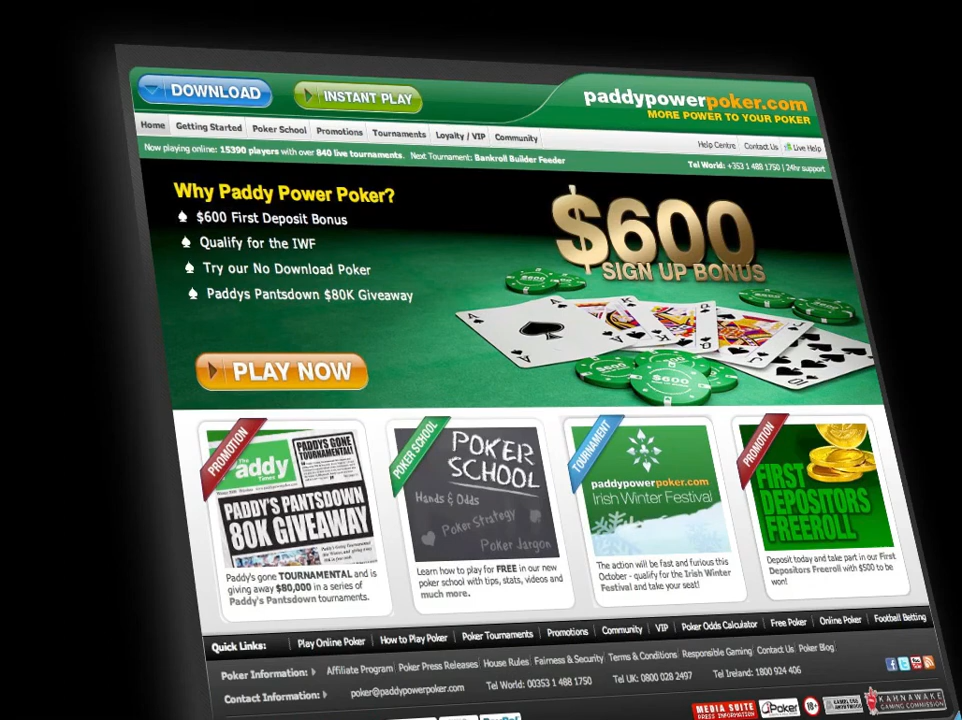 DOWNLOAD
INSTANT PLAY
paddypowerpoker.com
MORE POWER TO YOUR POKER
Home Getting Started Poker School Promotions Tournaments Loyalty / VIP Community
Help Centre Contact Us Live Help
Now playing online: 15390 players with over 840 live tournaments. Next Tournament: Bankroll Builder Feeder
Tel World: +353 1 488 1750 | 24hr support
Why Paddy Power Poker?
$600 First Deposit Bonus
Qualify for the IWF
Try our No Download Poker
Paddys Pantsdown $80K Giveaway
$600
SIGN UP BONUS
PLAY NOW
A
A
K
Q
J
10
$600
$600
PROMOTION
The
Paddy
Times
PADDYS GONE
TOURNAMENTAL!
PADDY'S PANTSDOWN
80K GIVEAWAY
Paddy's gone TOURNAMENTAL and is
giving away $80,000 in a series of
Paddy's Pantsdown tournaments.
POKER SCHOOL
POKER
SCHOOL
Hands & Odds
Poker Strategy
Poker Jargon
Learn how to play for FREE in our new
poker school with tips, stats, videos and
much more.
TOURNAMENT
paddypowerpoker.com
Irish Winter Festival
The action will be fast and furious this
October - qualify for the Irish Winter
Festival and take your seat!
PROMOTION
FIRST
DEPOSITORS
FREEROLL
Deposit today and take part in our First
Depositors Freeroll with $500 to be
won!
Quick Links: Play Online Poker How to Play Poker Poker Tournaments Promotions Community VIP Poker Odds Calculator Free Poker Online Poker Football Betting
Poker Information: Affiliate Program Poker Press Releases House Rules Fairness & Security Terms & Conditions Responsible Gaming Contact Us Poker Blog
Contact Information: poker@paddypowerpoker.com Tel World: 00353 1 488 1750 Tel UK: 0800 028 2497 Tel Ireland: 1800 924 406
MEDIA SUITE
PRESS INFORMATION
iPoker
18+
GAMBLERS
ANONYMOUS
KAHNAWAKE
GAMING COMMISSION
PayPal